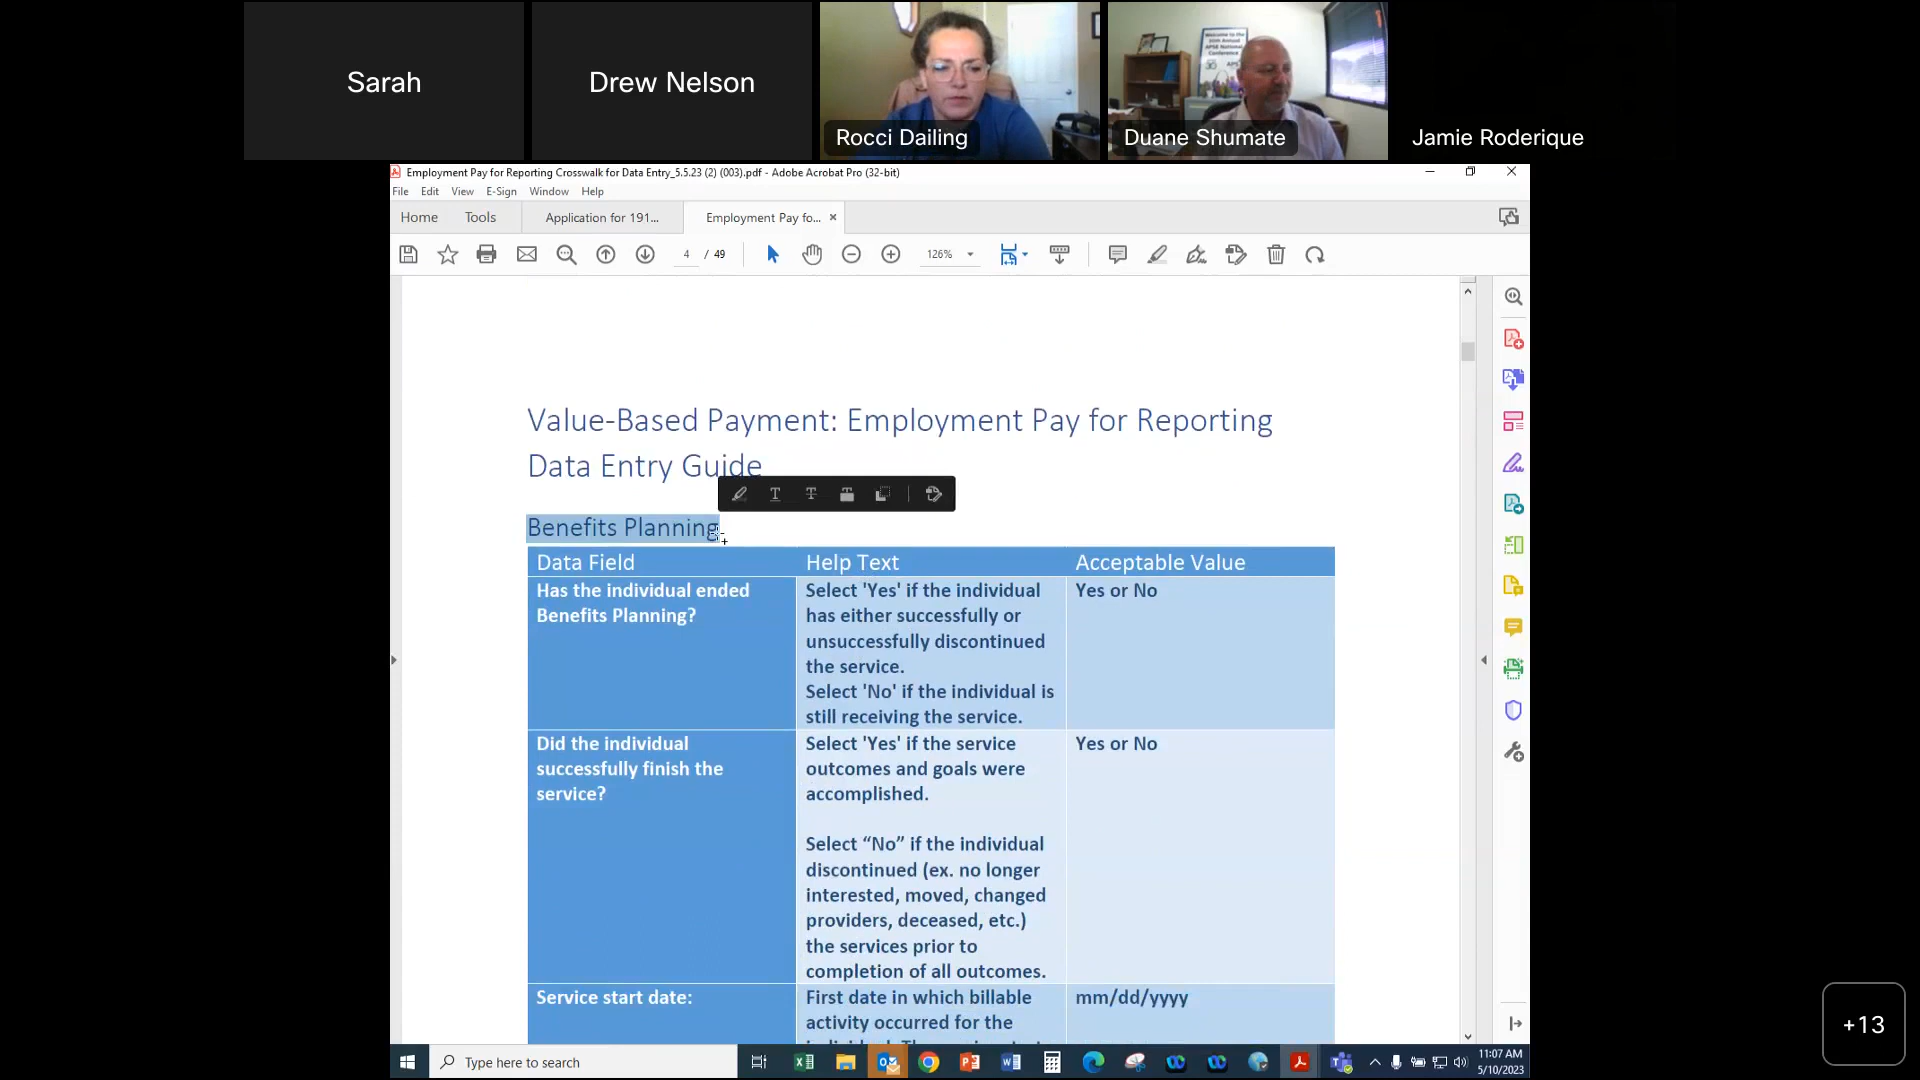 Sarah
Drew Nelson
Rocci Dailing
Welcome to the
APSE National
Conference
Duane Shumate
Jamie Roderique
Employment Pay for Reporting Crosswalk for Data Entry_5.5.23 (2) (003).pdf - Adobe Acrobat Pro (32-bit)
File Edit View E-Sign Window Help
Home Tools Application for 191... Employment Pay fo... ×
4 / 49 126%
Value-Based Payment: Employment Pay for Reporting
Data Entry Guide
Benefits Planning
Data Field Help Text Acceptable Value
Has the individual ended
Benefits Planning?
Select 'Yes' if the individual
has either successfully or
unsuccessfully discontinued
the service.
Select 'No' if the individual is
still receiving the service.
Yes or No
Did the individual
successfully finish the
service?
Select 'Yes' if the service
outcomes and goals were
accomplished.
Select “No” if the individual
discontinued (ex. no longer
interested, moved, changed
providers, deceased, etc.)
the services prior to
completion of all outcomes.
Yes or No
Service start date:
First date in which billable
activity occurred for the
mm/dd/yyyy
+13
Type here to search
11:07 AM
5/10/2023